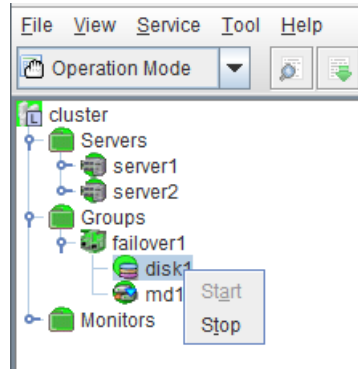 File View Service Tool Help
Operation Mode
cluster
Servers
server1
server2
Groups
failover1
disk1
md1
Start
Stop
Monitors